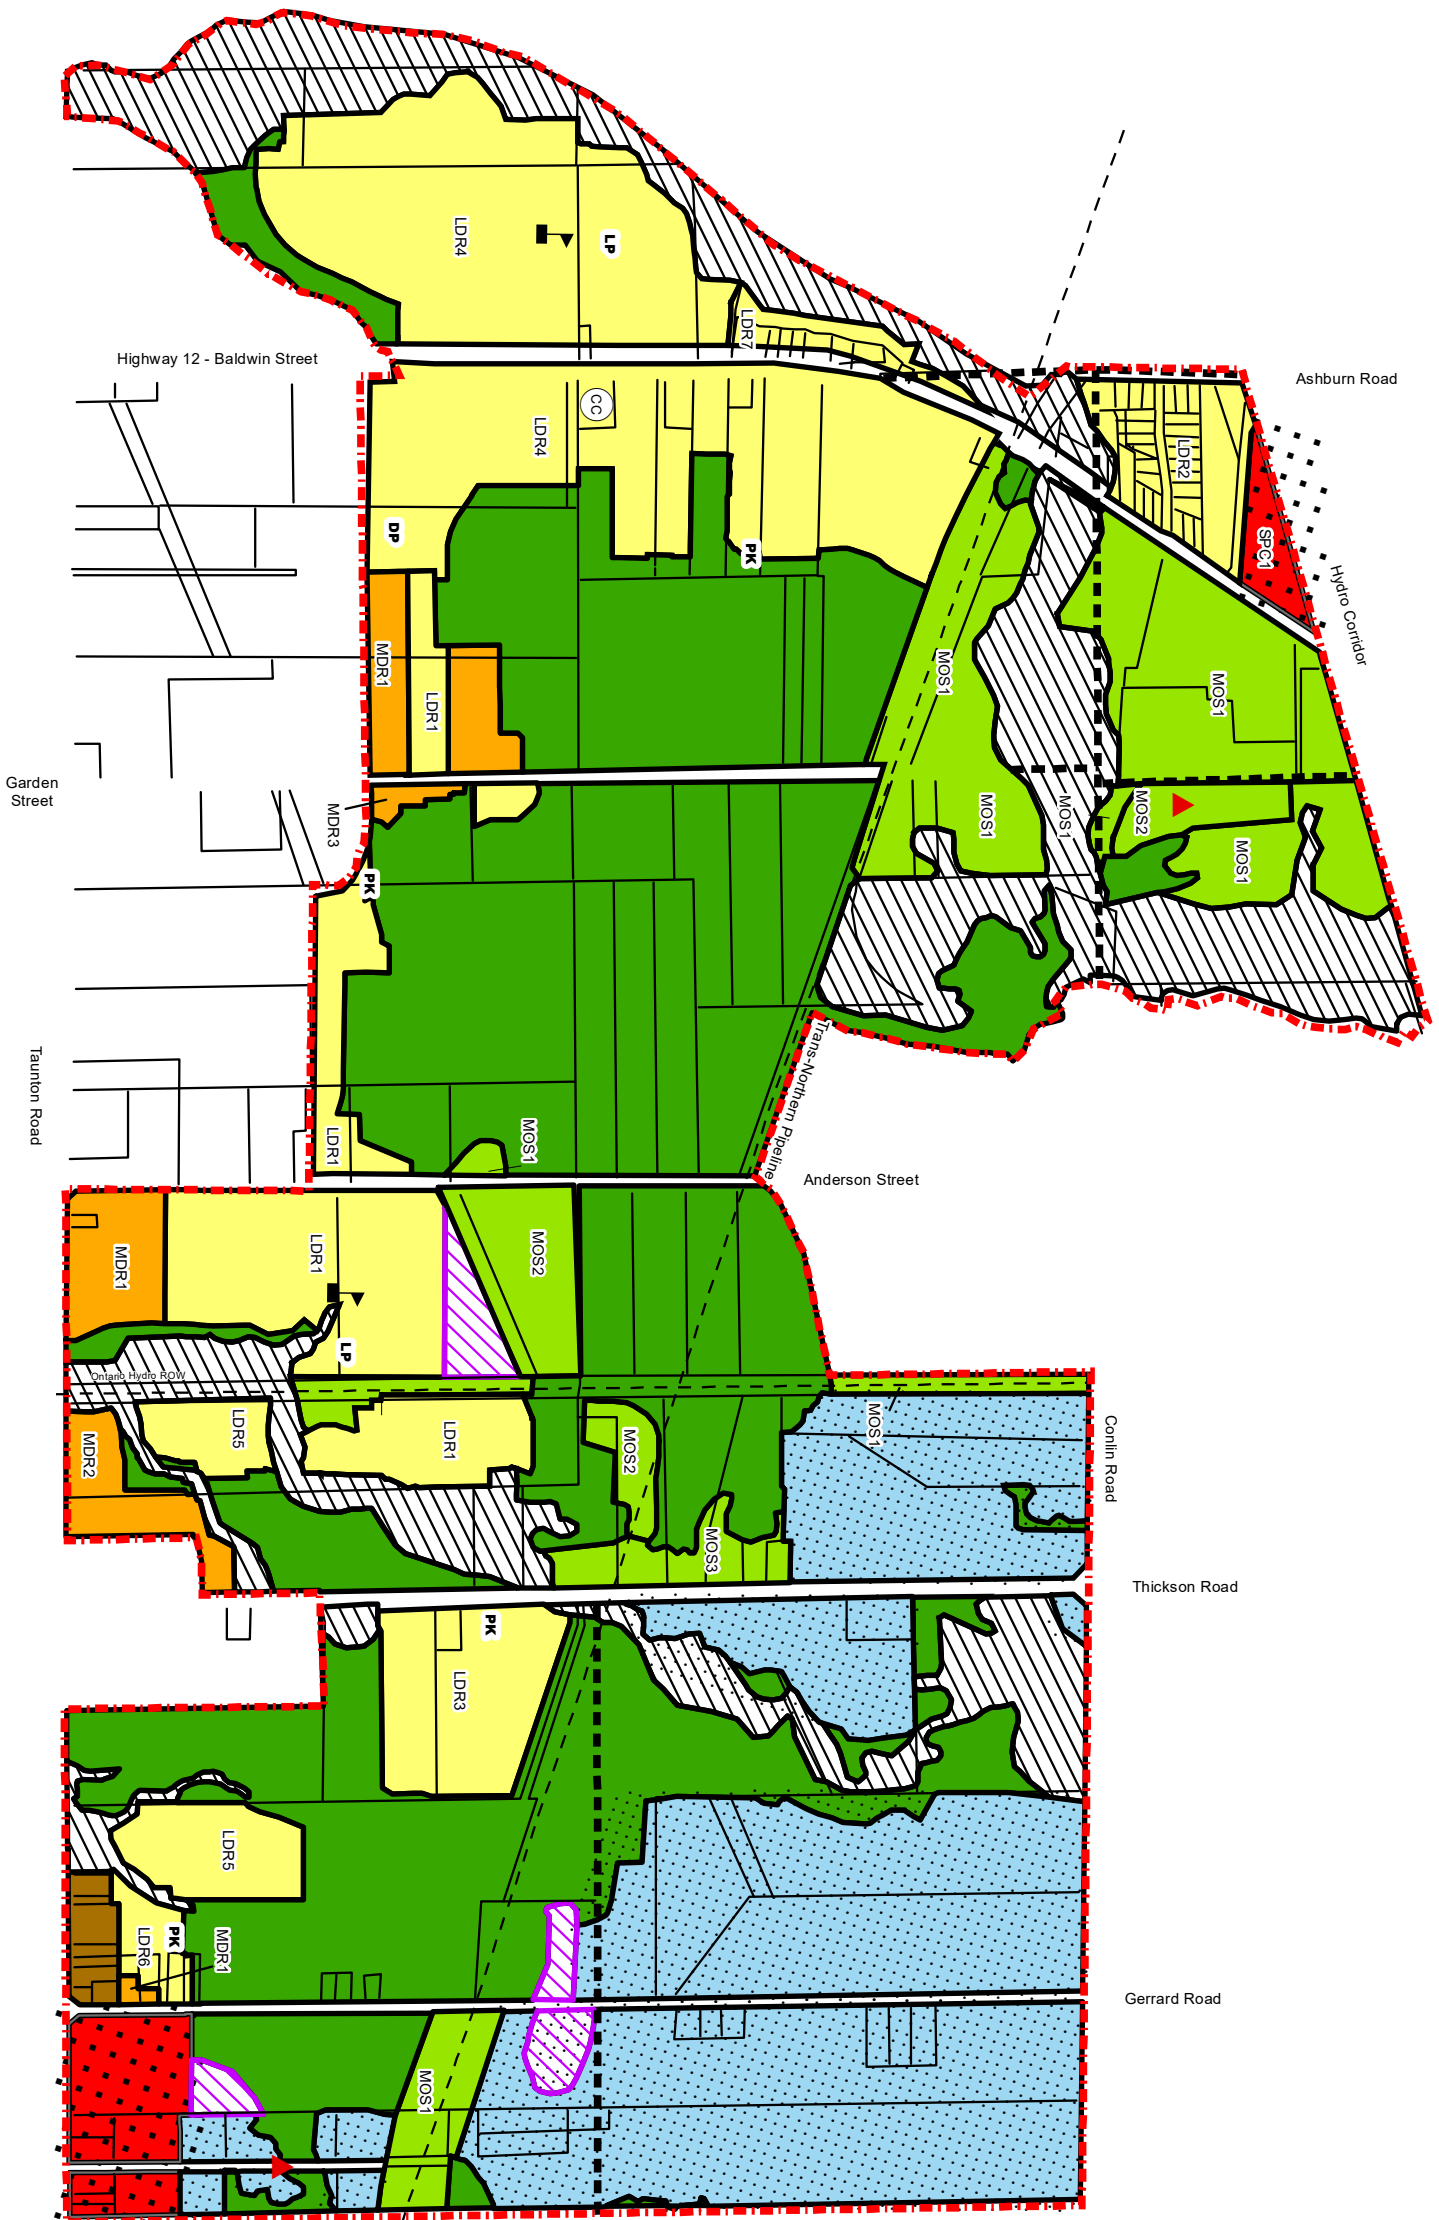 LDR4
LP
LDR7
Highway 12 - Baldwin Street
Ashburn Road
CC
LDR4
LDR2
DP
PK
SPC1
Hydro Corridor
MDR1
LDR1
MOS1
MOS1
Garden
Street
MDR3
MOS1
MOS1
MOS2
MOS1
PK
Taunton Road
Trans-Northern Pipeline
LDR1
MOS1
Anderson Street
MDR1
LDR1
MOS2
LP
Ontario Hydro ROW
MDR2
LDR5
LDR1
MOS2
MOS1
Conlin Road
MOS3
Thickson Road
PK
LDR3
LDR5
LDR6
PK
MDR1
Gerrard Road
MOS1